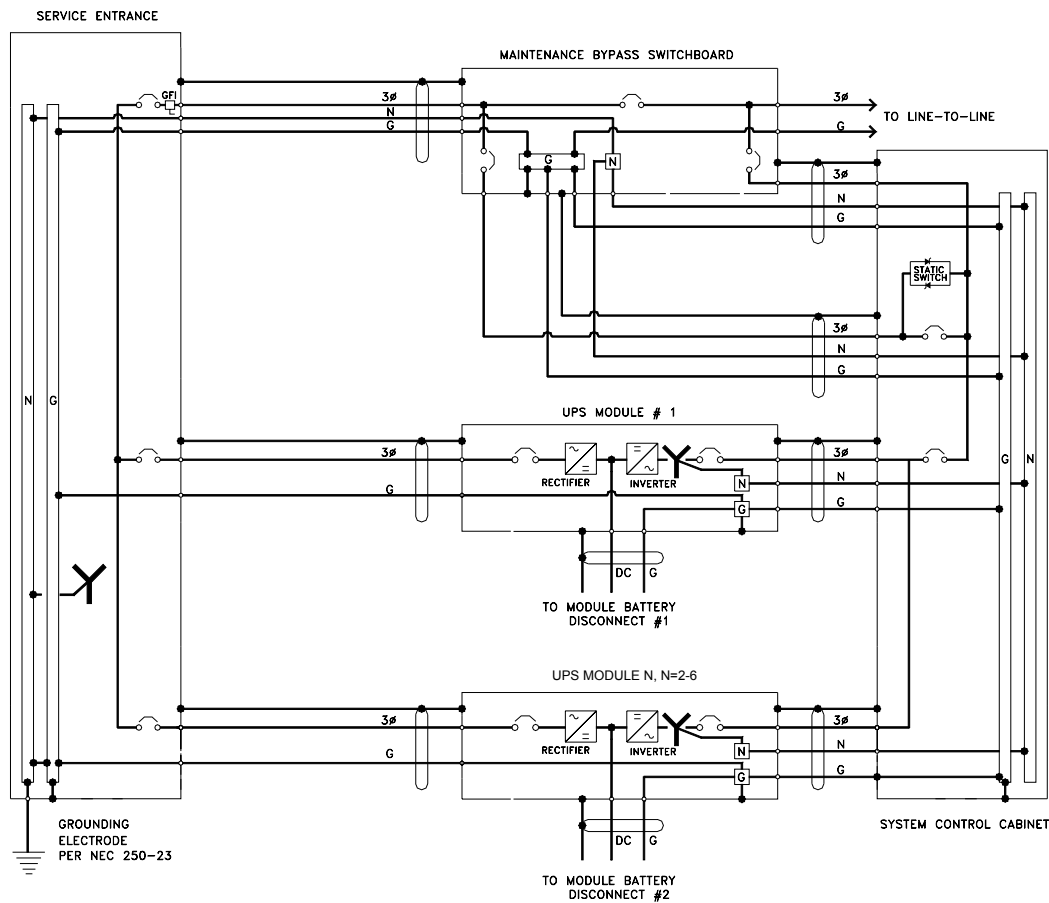 SERVICE ENTRANCE
MAINTENANCE BYPASS SWITCHBOARD
GFI
3Ø
N
G
3Ø
G
TO LINE-TO-LINE
G
N
3Ø
N
G
STATIC
SWITCH
3Ø
N
G
N
G
UPS MODULE # 1
3Ø
RECTIFIER
INVERTER
N
3Ø
N
G
N
G
G
G
DC
G
TO MODULE BATTERY
DISCONNECT #1
UPS MODULE N, N=2-6
3Ø
RECTIFIER
INVERTER
N
3Ø
N
G
G
G
DC
G
TO MODULE BATTERY
DISCONNECT #2
GROUNDING
ELECTRODE
PER NEC 250-23
SYSTEM CONTROL CABINET